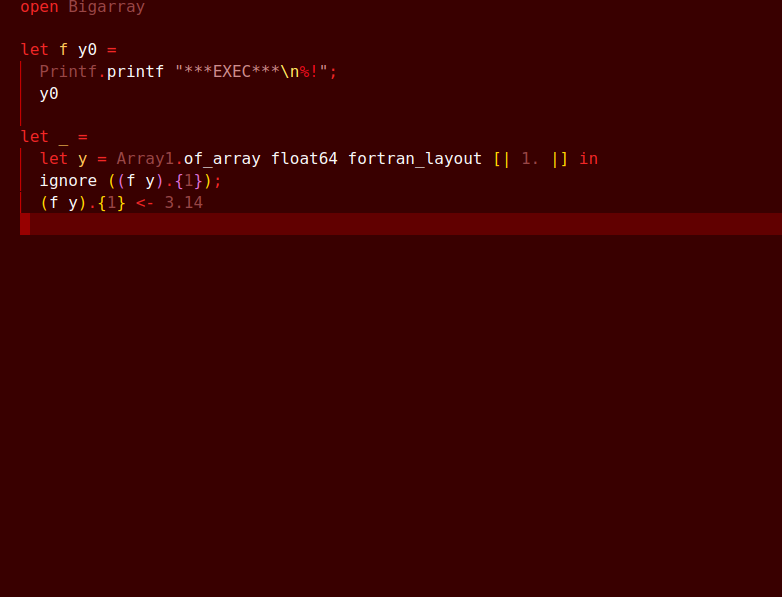 open Bigarray
let f y0 =
Printf.printf "***EXEC***\n%!";
y0
let _ =
let y = Array1.of_array float64 fortran_layout [| 1. |] in
ignore ((f y).{1});
(f y).{1} <- 3.14